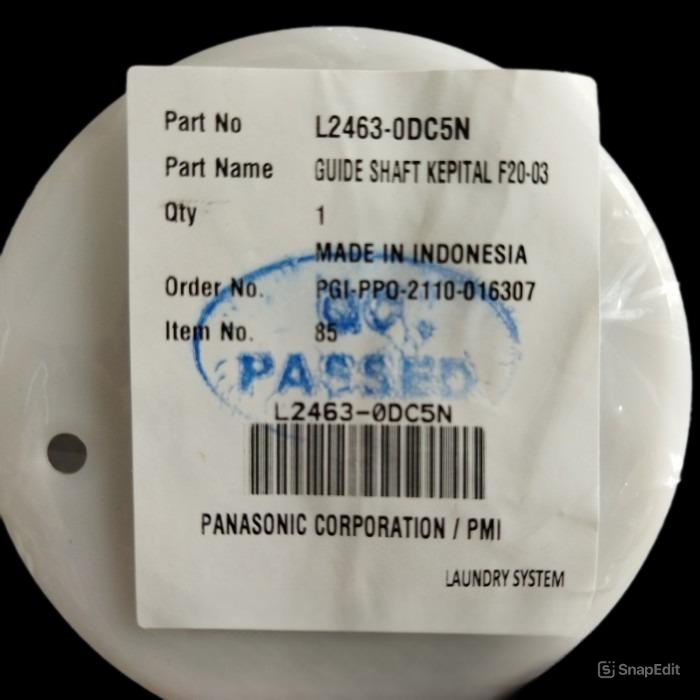 Part No L2463-0DC5N
Part Name GUIDE SHAFT KEPITAL F20-03
Qty 1
MADE IN INDONESIA
Order No. PGI-PPO-2110-016307
Item No. 85
QC.
PASSED
L2463-0DC5N
PANASONIC CORPORATION / PMI
LAUNDRY SYSTEM
SnapEdit